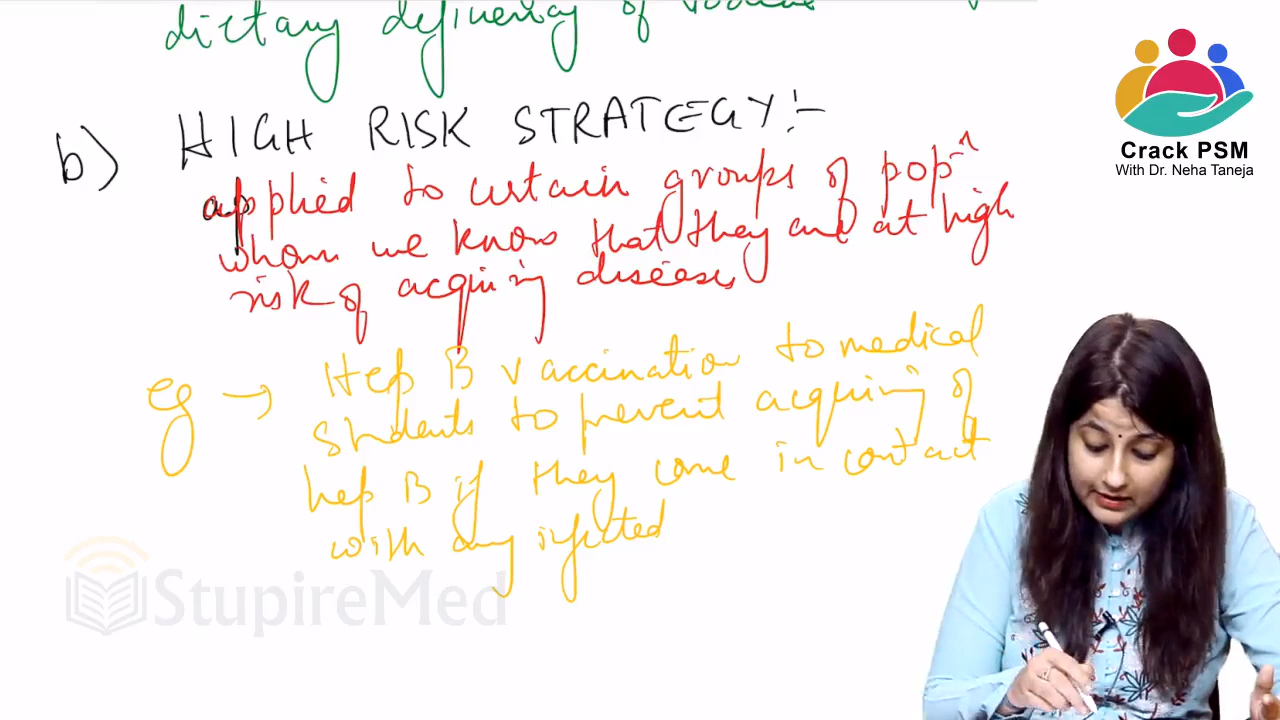 dietary deficiency of iodine
b) HIGH RISK STRATEGY:-
applied to certain groups of popⁿ
whom we know that they are at high
risk of acquiring disease
eg → Hep B vaccination to medical
students to prevent acquiring of
hep B if they come in contact
with any infected
Crack PSM
With Dr. Neha Taneja
StupireMed